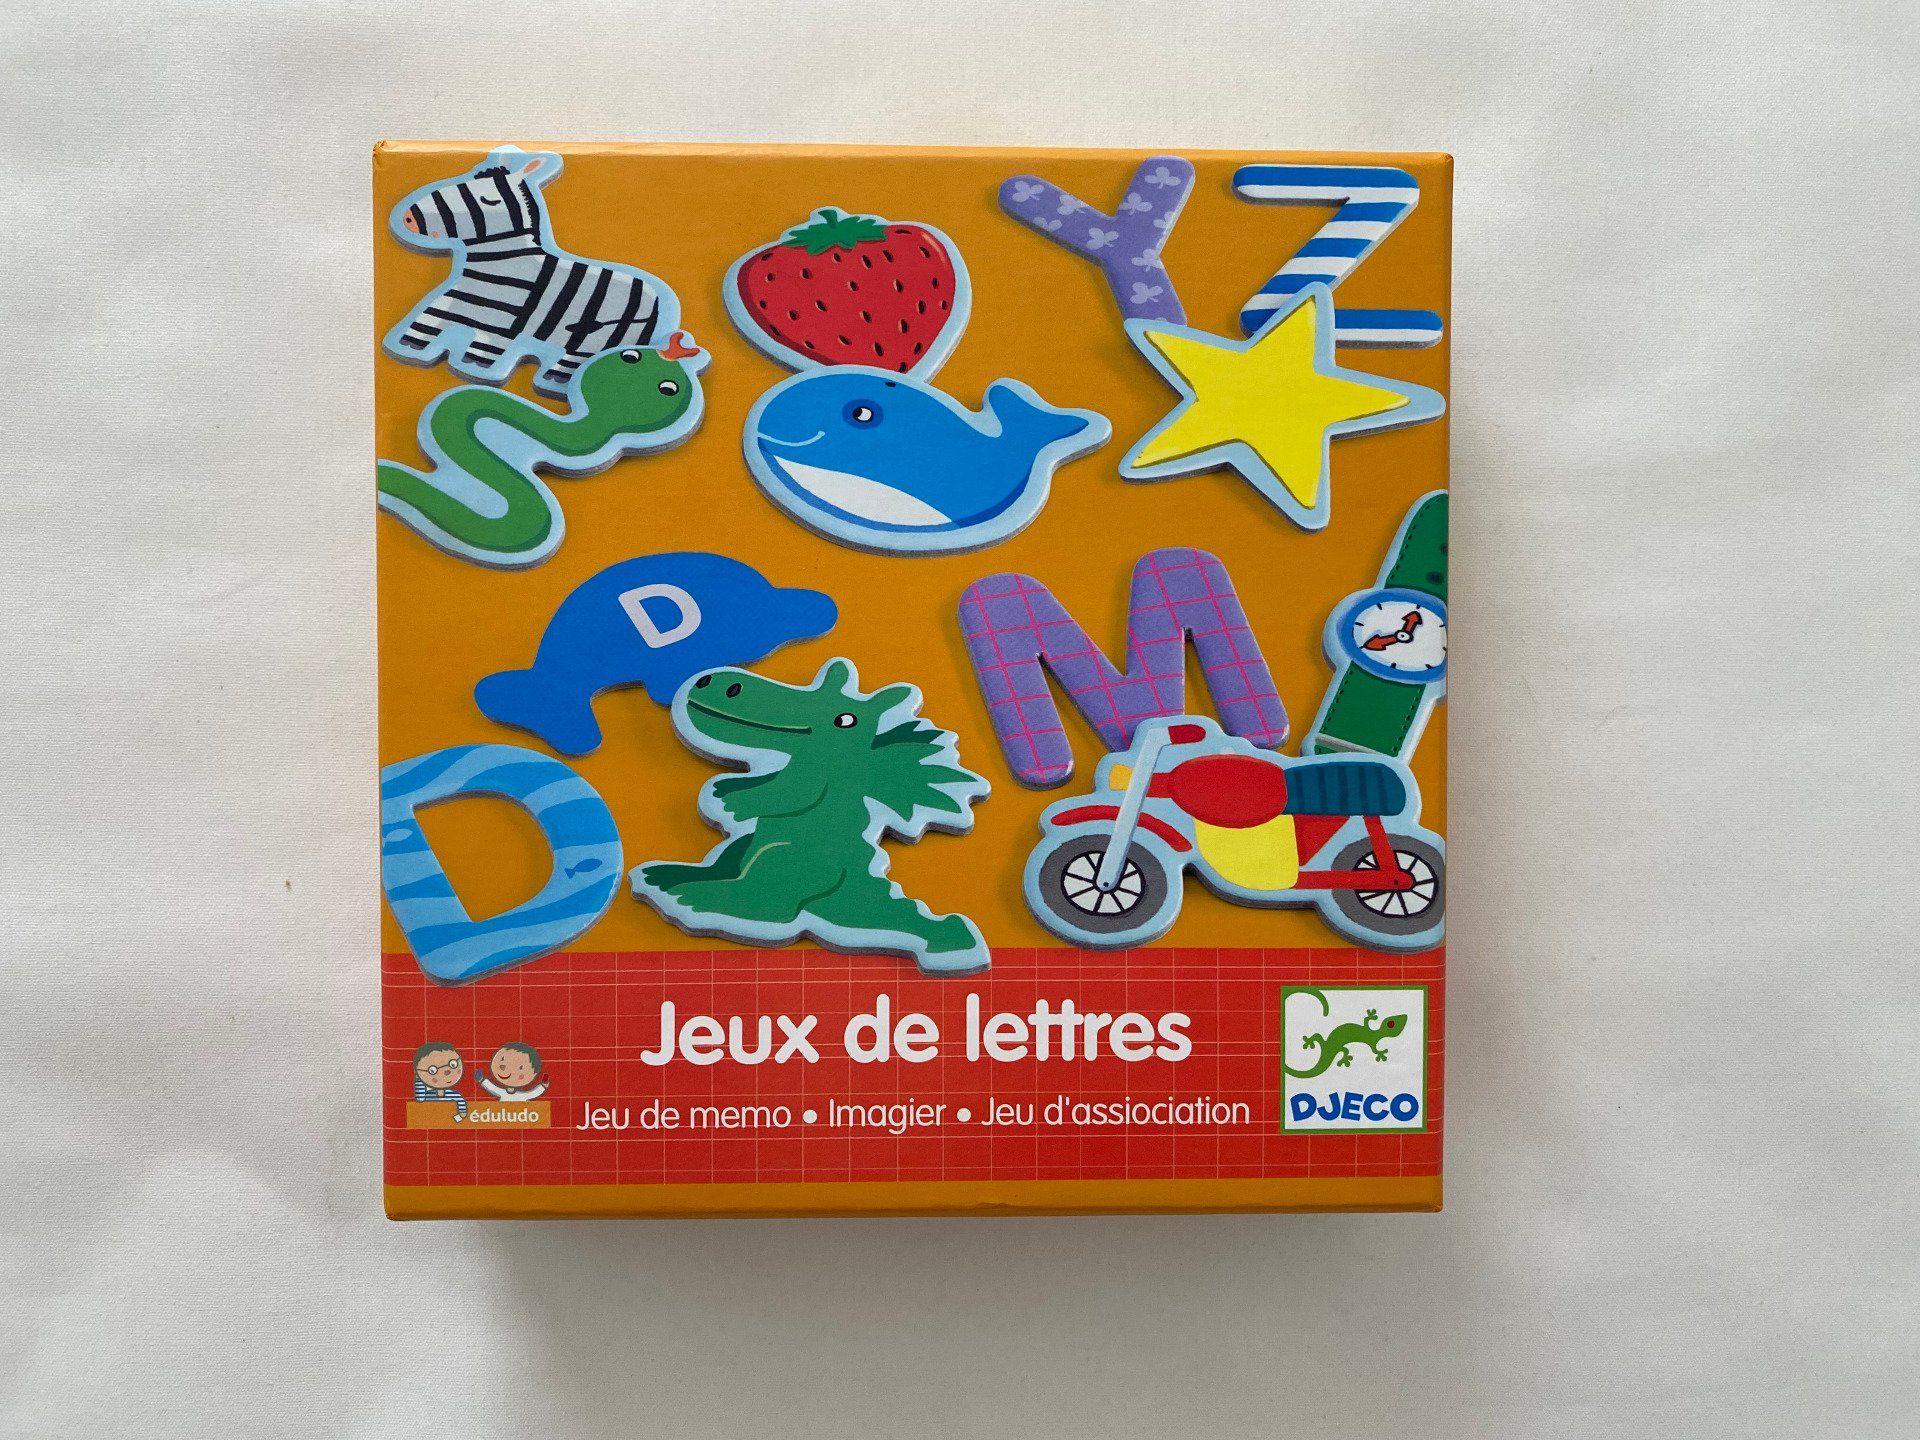 Y Z
D
M
D
Jeux de lettres
éduludo
Jeu de memo • Imagier • Jeu d'assiociation
DJECO